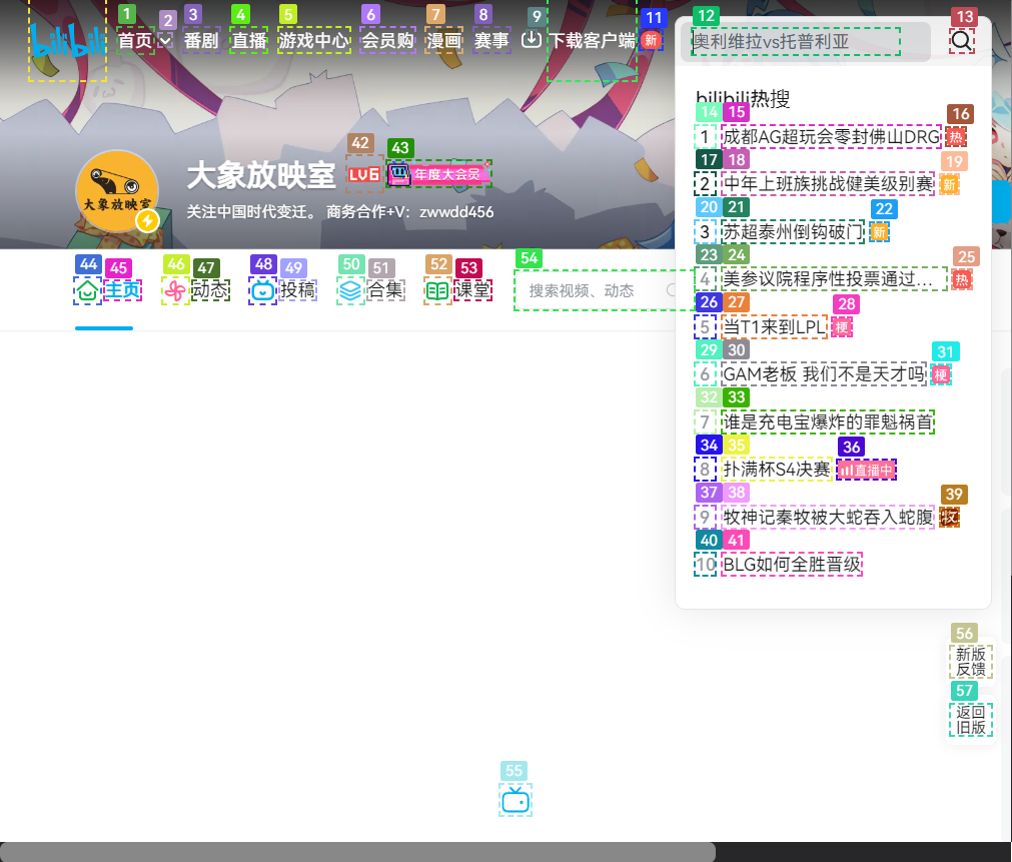 bilibili
1 2 3 4 5 6 7 8 9 11 12 13
首页 番剧 直播 游戏中心 会员购 漫画 赛事 下载客户端 新
奥利维拉vs托普利亚
bilibili热搜
14 15 16
1 成都AG超玩会零封佛山DRG 热
17 18 19
2 中年上班族挑战健美级别赛 新
20 21 22
3 苏超泰州倒钩破门 新
23 24 25
4 美参议院程序性投票通过... 热
26 27 28
5 当T1来到LPL 梗
29 30 31
6 GAM老板 我们不是天才吗 梗
32 33
7 谁是充电宝爆炸的罪魁祸首
34 35 36
8 扑满杯S4决赛 直播中
37 38 39
9 牧神记秦牧被大蛇吞入蛇腹
40 41
10 BLG如何全胜晋级
42 43
大象放映室
大象放映室 LV6 年度大会员
关注中国时代变迁。 商务合作+V：zwwdd456
44 45 46 47 48 49 50 51 52 53 54
主页 动态 投稿 合集 课堂 搜索视频、动态
56
新版
反馈
57
返回
旧版
55